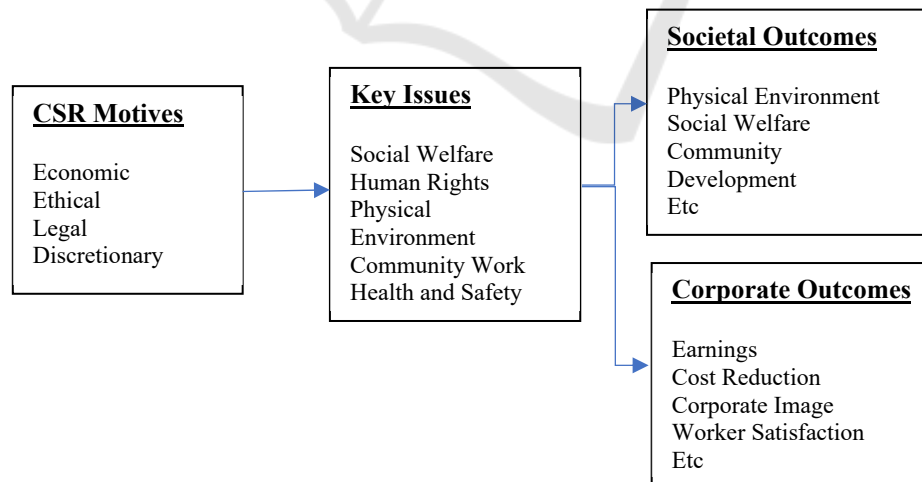 CSR Motives
Economic
Ethical
Legal
Discretionary
Key Issues
Social Welfare
Human Rights
Physical
Environment
Community Work
Health and Safety
Societal Outcomes
Physical Environment
Social Welfare
Community
Development
Etc
Corporate Outcomes
Earnings
Cost Reduction
Corporate Image
Worker Satisfaction
Etc